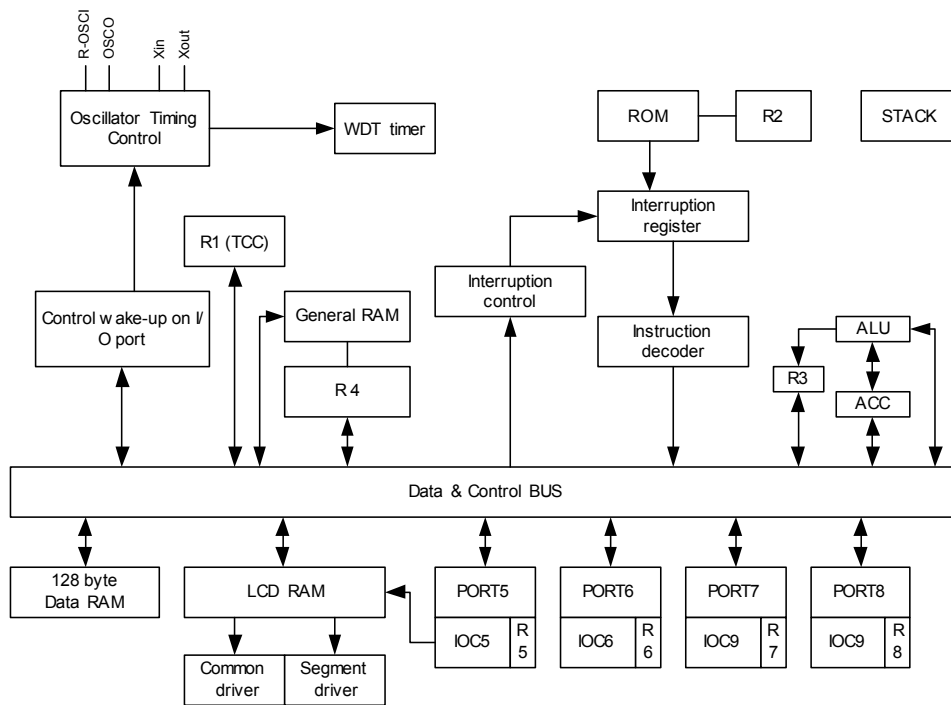 R-OSCI
OSCO
Xin
Xout
Oscillator Timing
Control
WDT timer
ROM
R2
STACK
R1 (TCC)
Interruption
register
Interruption
control
Control wake-up on I/
O port
General RAM
R 4
Instruction
decoder
ALU
R3
ACC
Data & Control BUS
128 byte
Data RAM
LCD RAM
PORT5
PORT6
PORT7
PORT8
IOC5
R
5
IOC6
R
6
IOC9
R
7
IOC9
R
8
Common
driver
Segment
driver